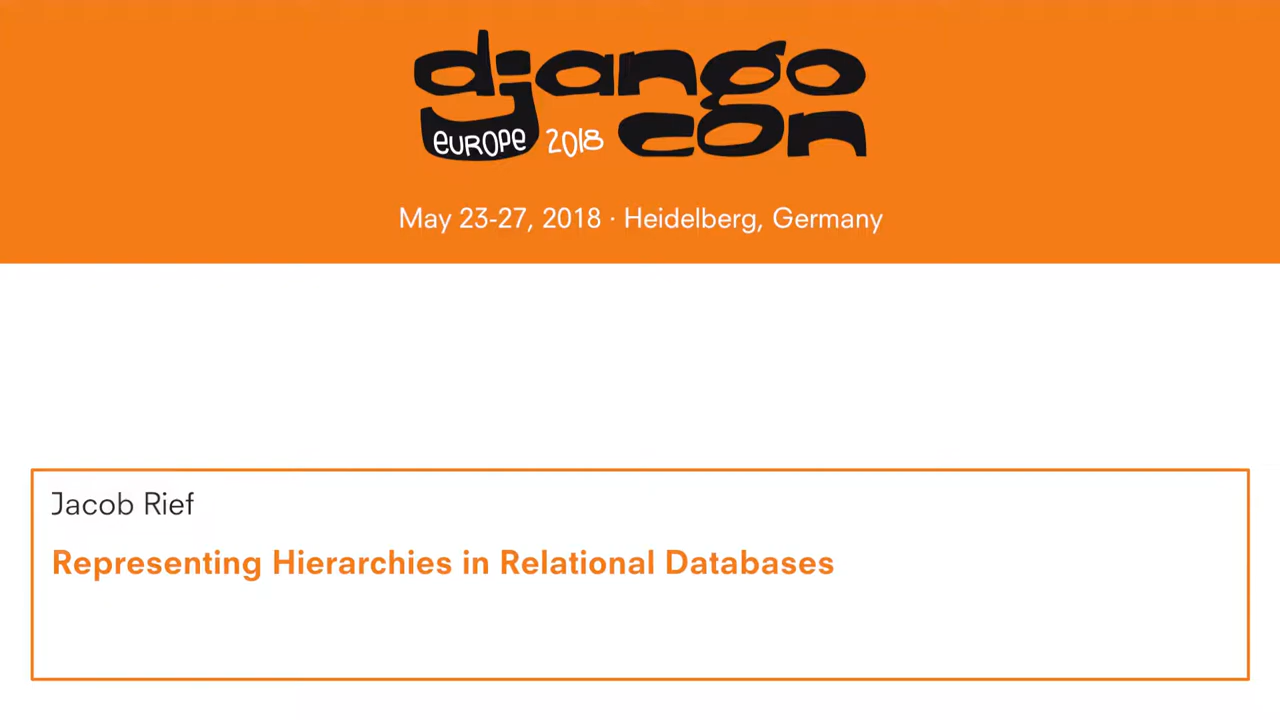 django
europe 2018 con
May 23-27, 2018 · Heidelberg, Germany
Jacob Rief
Representing Hierarchies in Relational Databases